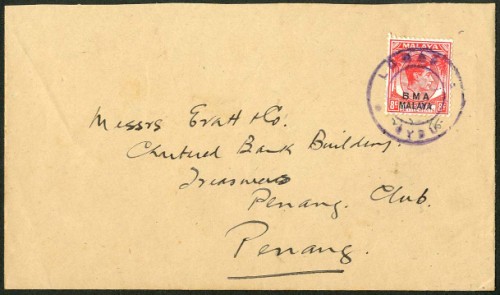 MALAYA
BMA
MALAYA
Messrs Evatt & Co.
Chartered Bank Building,
Treasurers
Penang Club.
Penang.